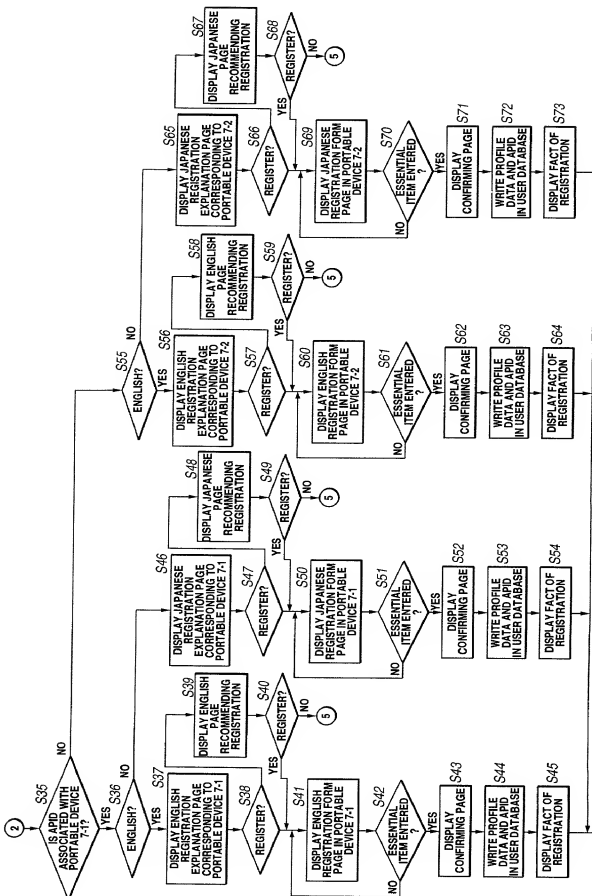 2
S35
IS APID
ASSOCIATED WITH
PORTABLE DEVICE
7-1?
NO
YES
S36
ENGLISH?
NO
YES
S37
DISPLAY ENGLISH
REGISTRATION
EXPLANATION PAGE
CORRESPONDING TO
PORTABLE DEVICE 7-1
S38
REGISTER?
S39
DISPLAY ENGLISH
PAGE
RECOMMENDING
REGISTRATION
S40
REGISTER?
YES
NO
5
S41
DISPLAY ENGLISH
REGISTRATION FORM
PAGE IN PORTABLE
DEVICE 7-1
S42
ESSENTIAL
ITEM ENTERED
?
NO
YES
S43
DISPLAY
CONFIRMING PAGE
S44
WRITE PROFILE
DATA AND APID
IN USER DATABASE
S45
DISPLAY FACT OF
REGISTRATION
S46
DISPLAY JAPANESE
REGISTRATION
EXPLANATION PAGE
CORRESPONDING TO
PORTABLE DEVICE 7-1
S47
REGISTER?
S48
DISPLAY JAPANESE
PAGE
RECOMMENDING
REGISTRATION
S49
REGISTER?
YES
NO
5
S50
DISPLAY JAPANESE
REGISTRATION FORM
PAGE IN PORTABLE
DEVICE 7-1
S51
ESSENTIAL
ITEM ENTERED
?
NO
YES
S52
DISPLAY
CONFIRMING PAGE
S53
WRITE PROFILE
DATA AND APID
IN USER DATABASE
S54
DISPLAY FACT OF
REGISTRATION
S55
ENGLISH?
NO
YES
S56
DISPLAY ENGLISH
REGISTRATION
EXPLANATION PAGE
CORRESPONDING TO
PORTABLE DEVICE 7-2
S57
REGISTER?
S58
DISPLAY ENGLISH
PAGE
RECOMMENDING
REGISTRATION
S59
REGISTER?
YES
NO
5
S60
DISPLAY ENGLISH
REGISTRATION FORM
PAGE IN PORTABLE
DEVICE 7-2
S61
ESSENTIAL
ITEM ENTERED
?
NO
YES
S62
DISPLAY
CONFIRMING PAGE
S63
WRITE PROFILE
DATA AND APID
IN USER DATABASE
S64
DISPLAY FACT OF
REGISTRATION
S65
DISPLAY JAPANESE
REGISTRATION
EXPLANATION PAGE
CORRESPONDING TO
PORTABLE DEVICE 7-2
S66
REGISTER?
S67
DISPLAY JAPANESE
PAGE
RECOMMENDING
REGISTRATION
S68
REGISTER?
YES
NO
5
S69
DISPLAY JAPANESE
REGISTRATION FORM
PAGE IN PORTABLE
DEVICE 7-2
S70
ESSENTIAL
ITEM ENTERED
?
NO
YES
S71
DISPLAY
CONFIRMING PAGE
S72
WRITE PROFILE
DATA AND APID
IN USER DATABASE
S73
DISPLAY FACT OF
REGISTRATION